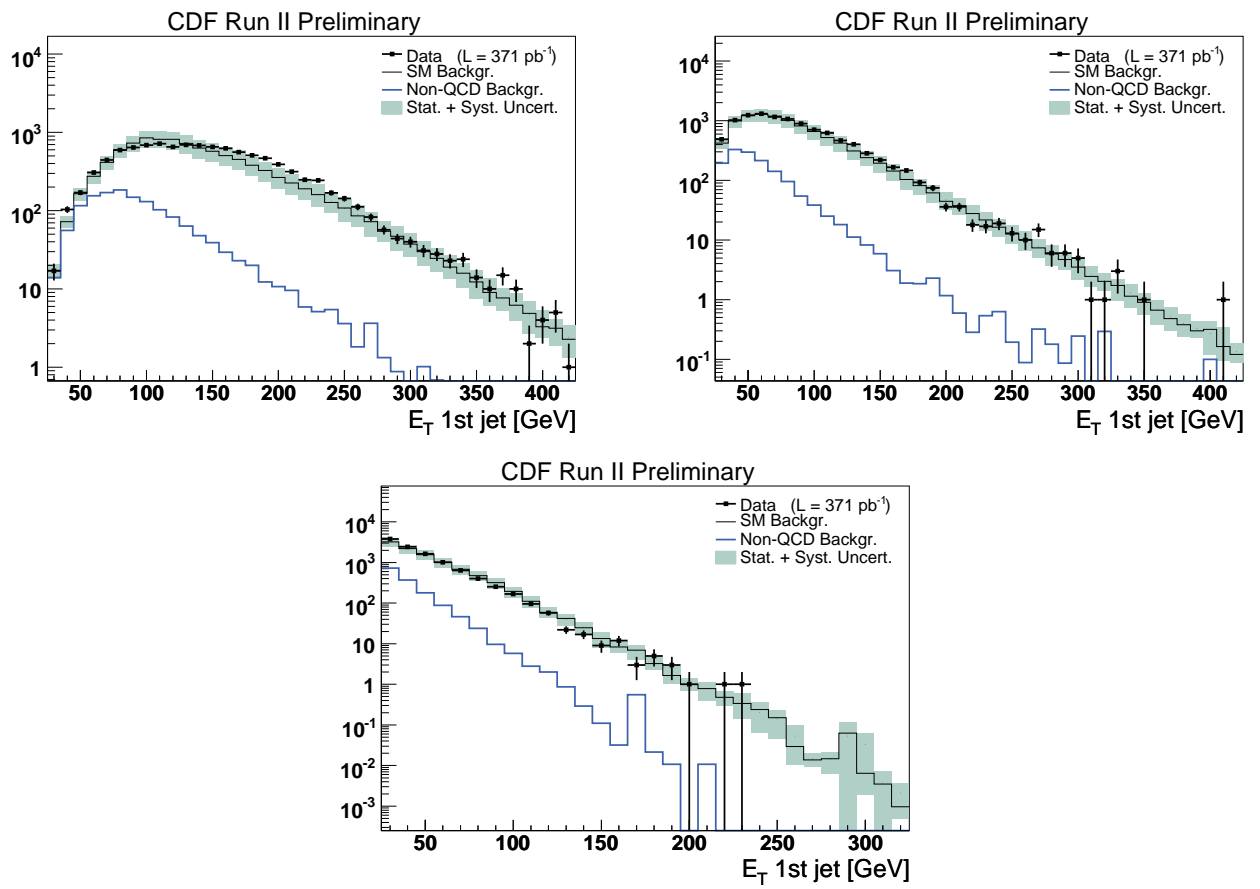 CDF Run II Preliminary
Data (L = 371 pb⁻¹)
SM Backgr.
Non-QCD Backgr.
Stat. + Syst. Uncert.
10⁴
10³
10²
10
1
50 100 150 200 250 300 350 400
E_T 1st jet [GeV]
CDF Run II Preliminary
Data (L = 371 pb⁻¹)
SM Backgr.
Non-QCD Backgr.
Stat. + Syst. Uncert.
10⁴
10³
10²
10
1
10⁻¹
50 100 150 200 250 300 350 400
E_T 1st jet [GeV]
CDF Run II Preliminary
Data (L = 371 pb⁻¹)
SM Backgr.
Non-QCD Backgr.
Stat. + Syst. Uncert.
10⁴
10³
10²
10
1
10⁻¹
10⁻²
10⁻³
50 100 150 200 250 300
E_T 1st jet [GeV]